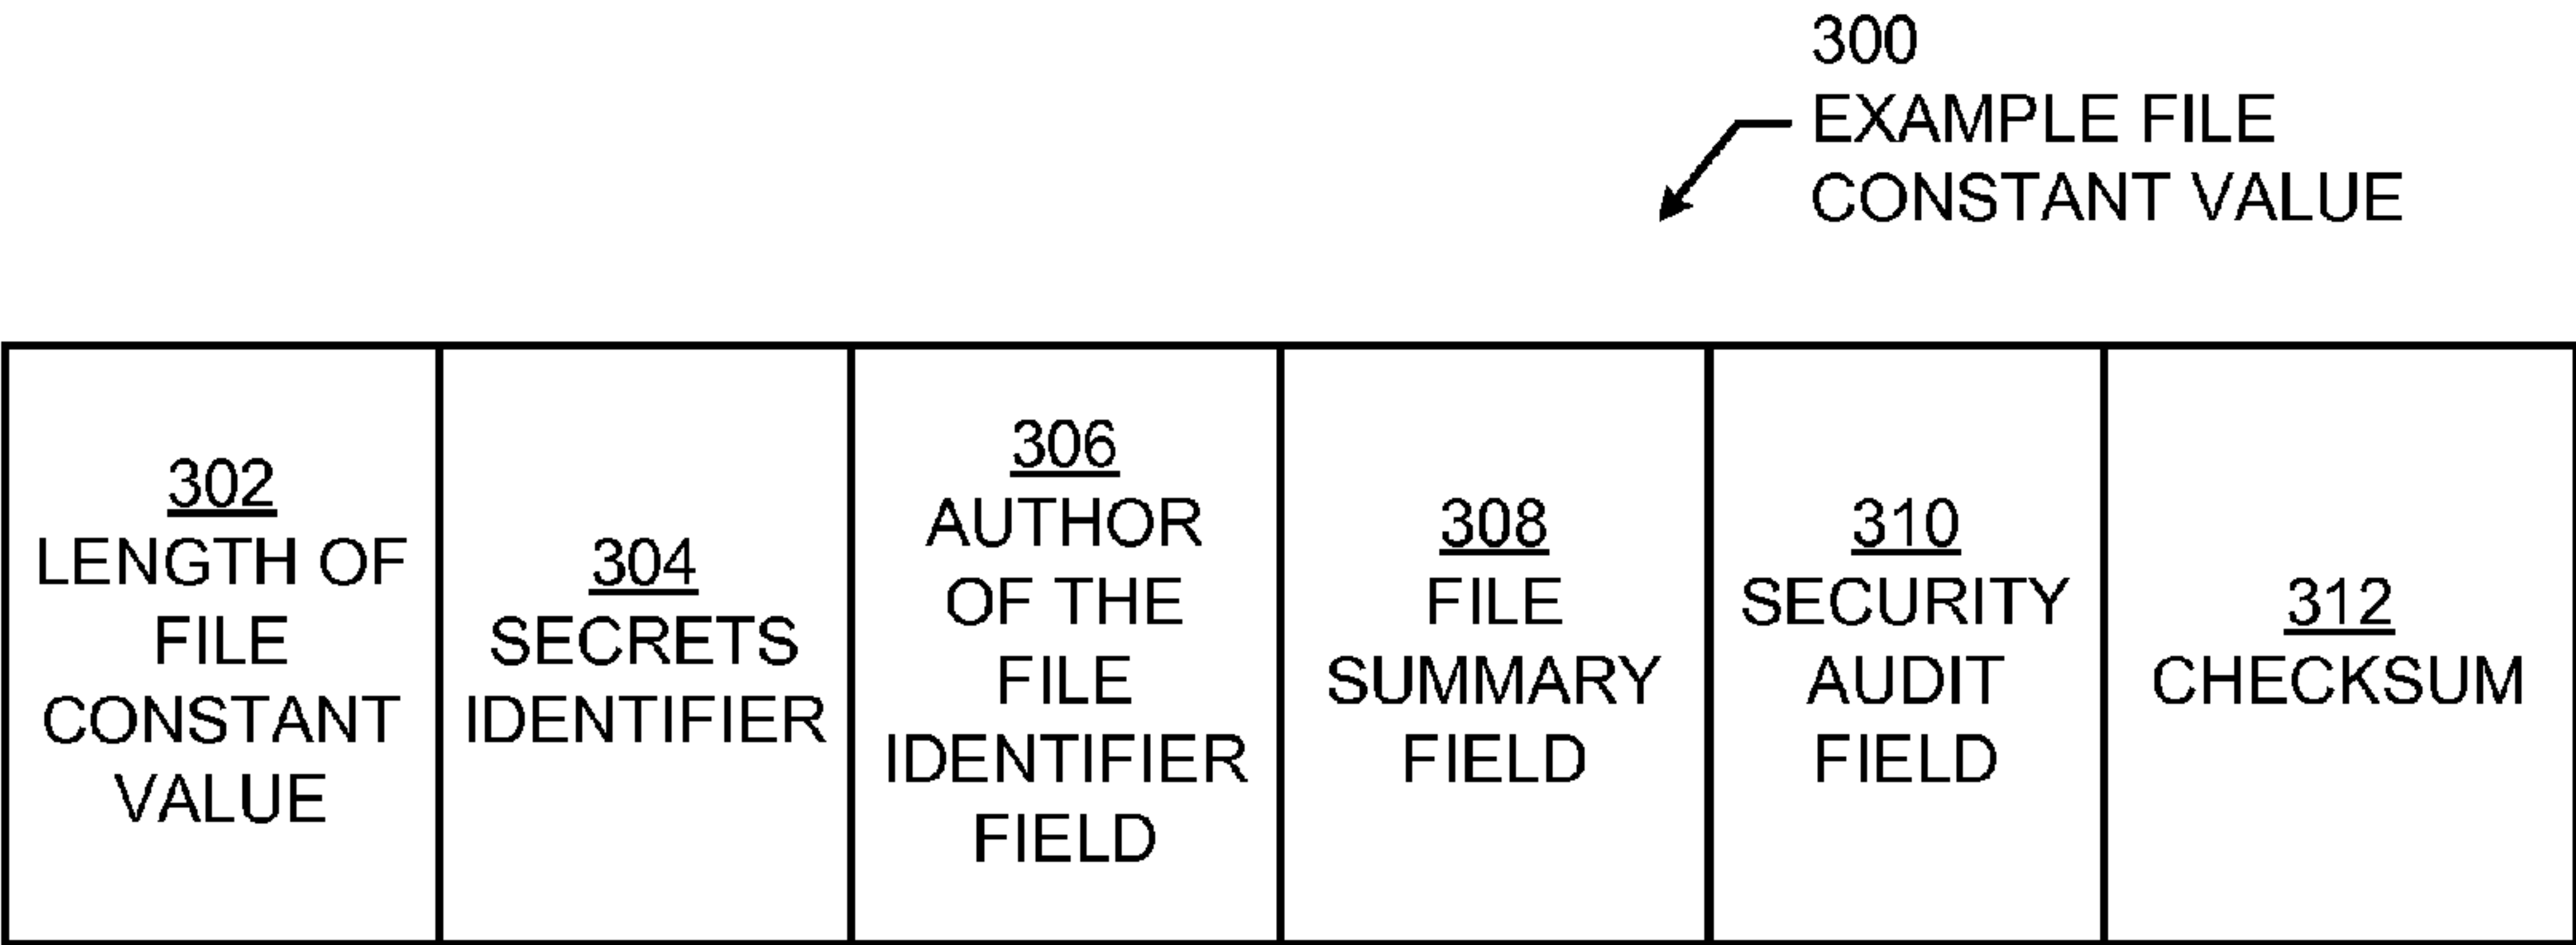 300
EXAMPLE FILE
CONSTANT VALUE
302
LENGTH OF
FILE
CONSTANT
VALUE
304
SECRETS
IDENTIFIER
306
AUTHOR
OF THE
FILE
IDENTIFIER
FIELD
308
FILE
SUMMARY
FIELD
310
SECURITY
AUDIT
FIELD
312
CHECKSUM